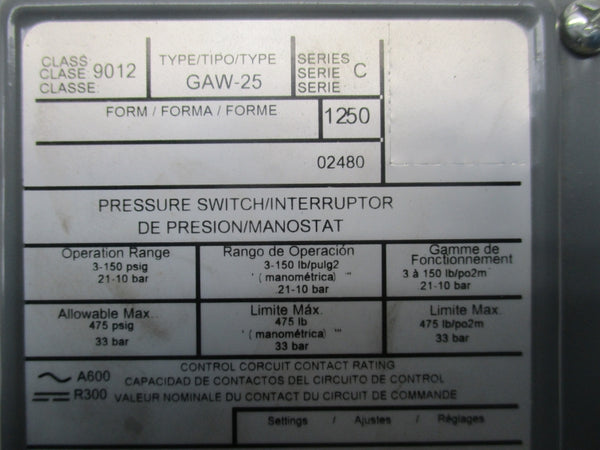 CLASS
CLASE 9012
CLASSE:
TYPE/TIPO/TYPE
GAW-25
SERIES
SERIE C
SERIE
FORM / FORMA / FORME
1250
02480
PRESSURE SWITCH/INTERRUPTOR
DE PRESION/MANOSTAT
Operation Range
3-150 psig
21-10 bar
Rango de Operación
3-150 lb/pulg2
' ( manométrica) '"
.21-10 bar
Gamme de
Fonctionnement
3 à 150 lb/po2m
21-10 bar
Allowable Max.
475 psig
33 bar
Limite Máx.
475 lb
' ( manométrica) '"
33 bar
Limite Max.
475 lb/po2m
33 bar
CONTROL CORCUIT CONTACT RATING
A600 CAPACIDAD DE CONTACTOS DEL CIRCUITO DE CONTROL
R300 VALEUR NOMINALE DU CONTACT DU CIRCUIT DE COMMANDE
Settings / Ajustes / Réglages